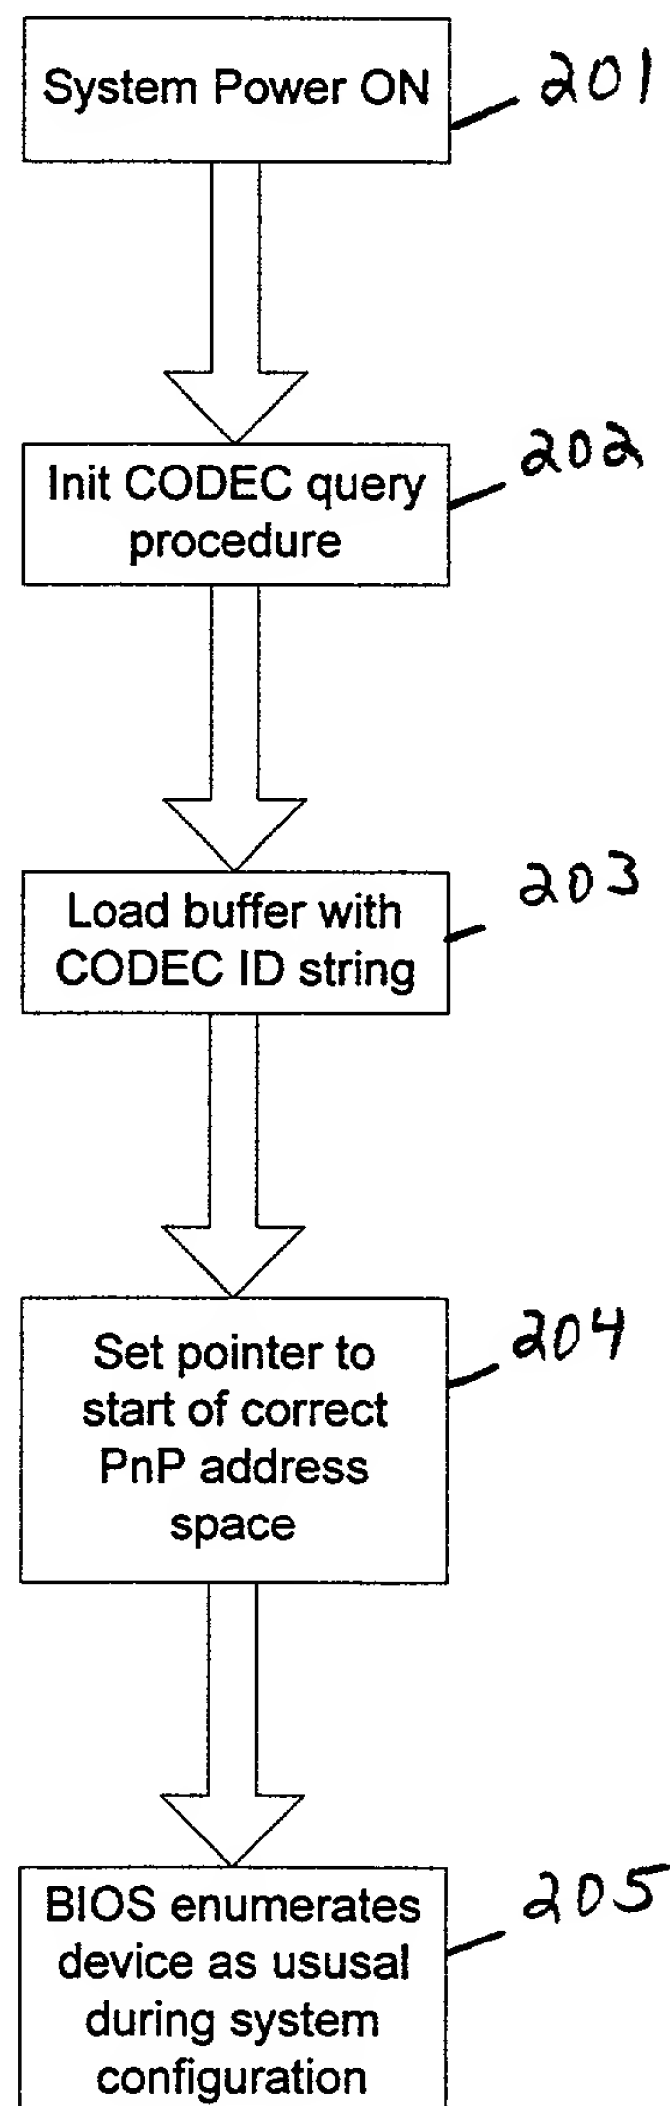 System Power ON
201
Init CODEC query
procedure
202
Load buffer with
CODEC ID string
203
Set pointer to
start of correct
PnP address
space
204
BIOS enumerates
device as ususal
during system
configuration
205